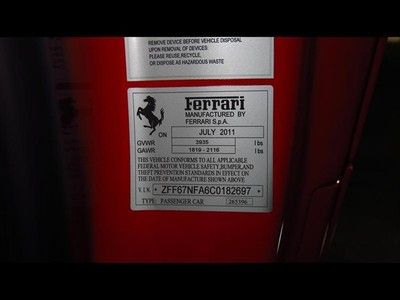 REMOVE DEVICES BEFORE VEHICLE DISPOSAL
UPON REMOVAL OF DEVICES:
PLEASE REUSE, RECYCLE,
OR DISPOSE AS HAZARDOUS WASTE
Ferrari
MANUFACTURED BY
FERRARI S.p.A.
ON JULY 2011
GVWR 3935 lbs
GAWR 1819 - 2116 lbs
THIS VEHICLE CONFORMS TO ALL APPLICABLE
FEDERAL MOTOR VEHICLE SAFETY, BUMPER, AND
THEFT PREVENTION STANDARDS IN EFFECT ON
THE DATE OF MANUFACTURE SHOWN ABOVE
V.I.N. ZFF67NFA6C0182697
TYPE: PASSENGER CAR 265396